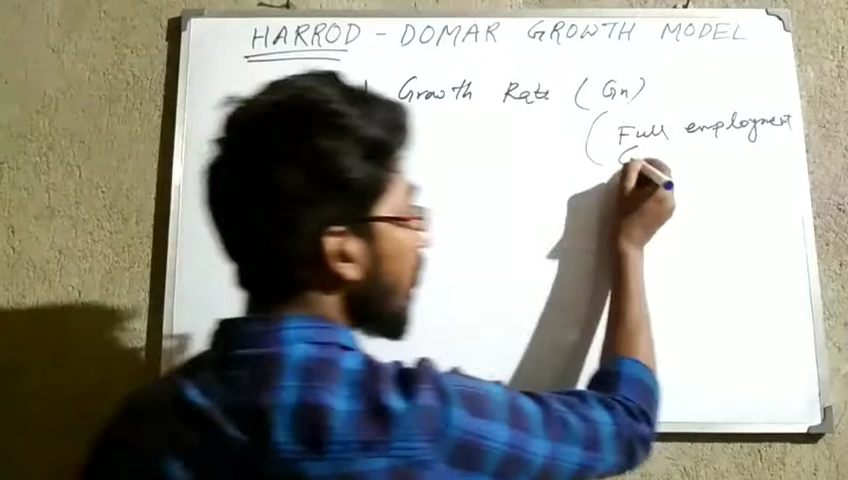 HARROD - DOMAR GROWTH MODEL
Growth Rate (Gn)
(Full employment
G